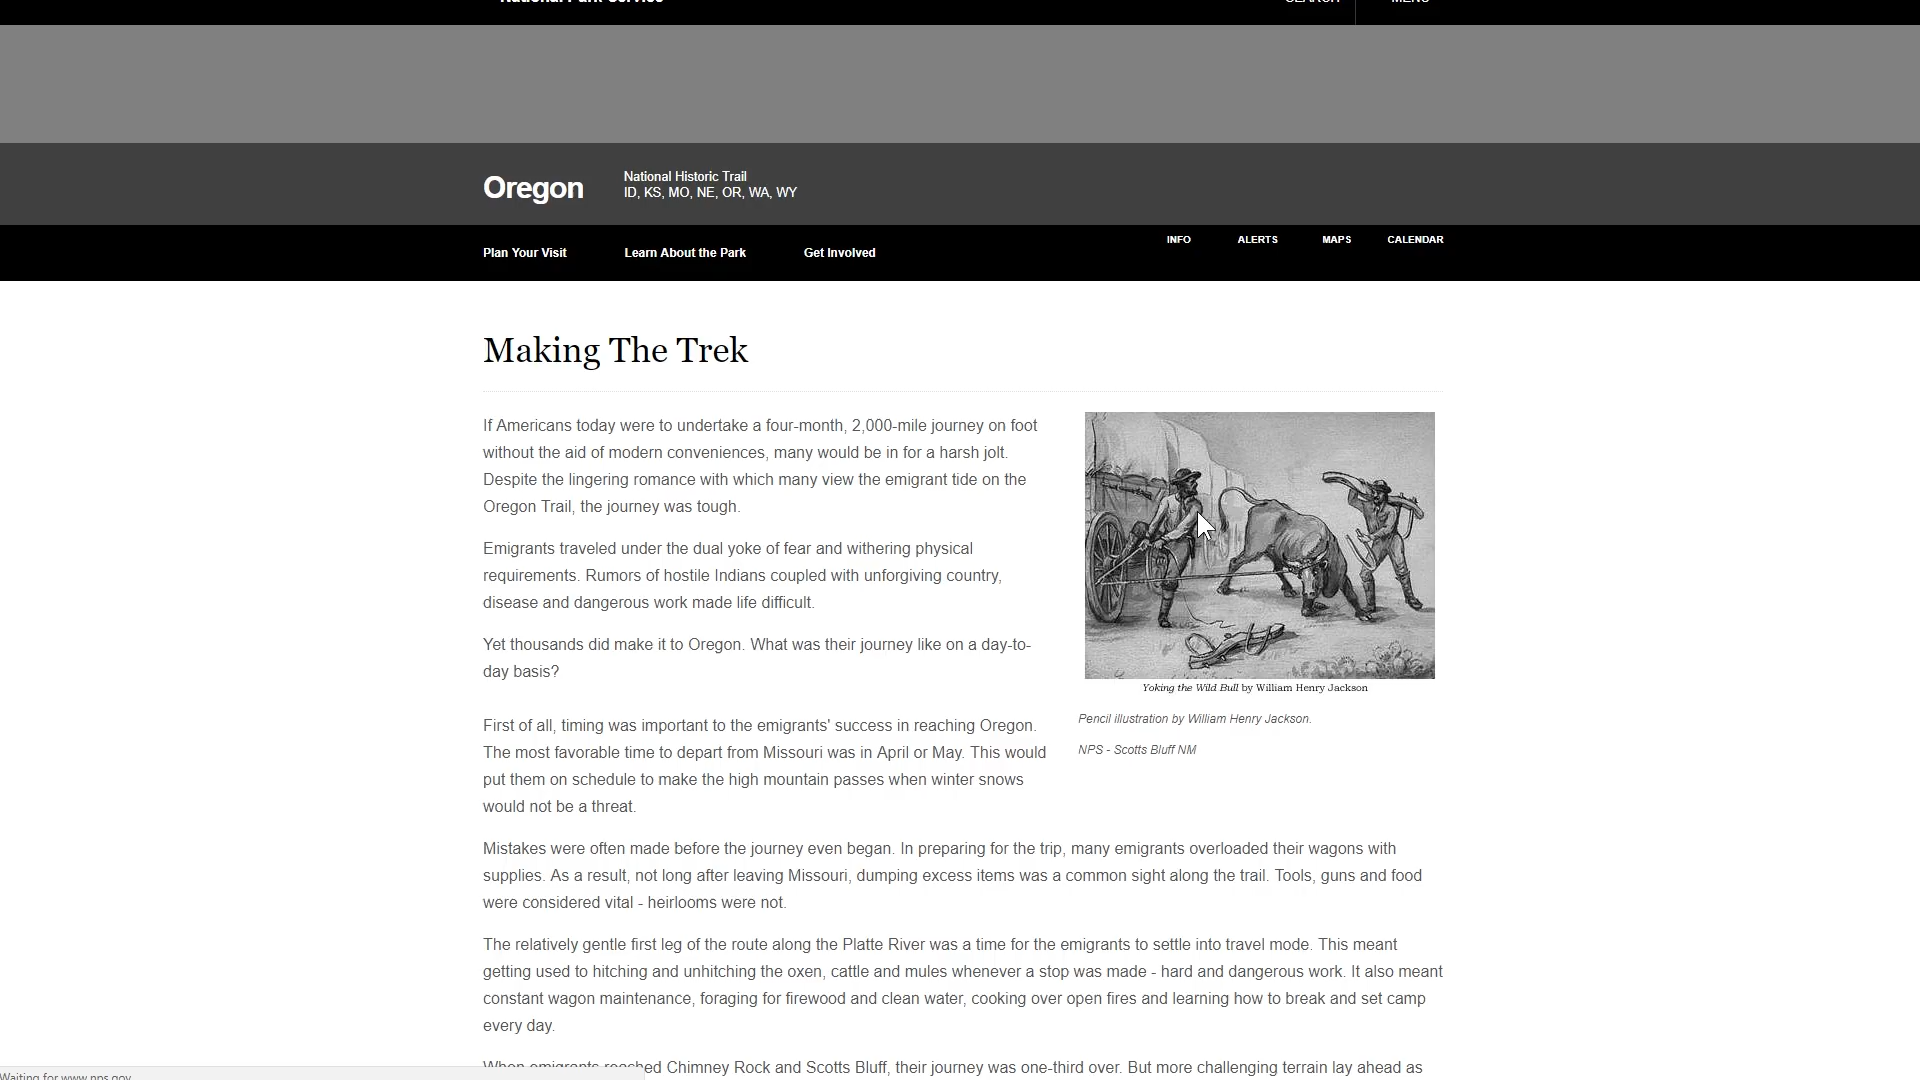 National Park Service
SEARCH
MENU
Oregon
National Historic Trail
ID, KS, MO, NE, OR, WA, WY
Plan Your Visit
Learn About the Park
Get Involved
INFO
ALERTS
MAPS
CALENDAR
Making The Trek
If Americans today were to undertake a four-month, 2,000-mile journey on foot
without the aid of modern conveniences, many would be in for a harsh jolt.
Despite the lingering romance with which many view the emigrant tide on the
Oregon Trail, the journey was tough.
Emigrants traveled under the dual yoke of fear and withering physical
requirements. Rumors of hostile Indians coupled with unforgiving country,
disease and dangerous work made life difficult.
Yet thousands did make it to Oregon. What was their journey like on a day-to-
day basis?
Yoking the Wild Bull by William Henry Jackson
Pencil illustration by William Henry Jackson.
NPS - Scotts Bluff NM
First of all, timing was important to the emigrants' success in reaching Oregon.
The most favorable time to depart from Missouri was in April or May. This would
put them on schedule to make the high mountain passes when winter snows
would not be a threat.
Mistakes were often made before the journey even began. In preparing for the trip, many emigrants overloaded their wagons with
supplies. As a result, not long after leaving Missouri, dumping excess items was a common sight along the trail. Tools, guns and food
were considered vital - heirlooms were not.
The relatively gentle first leg of the route along the Platte River was a time for the emigrants to settle into travel mode. This meant
getting used to hitching and unhitching the oxen, cattle and mules whenever a stop was made - hard and dangerous work. It also meant
constant wagon maintenance, foraging for firewood and clean water, cooking over open fires and learning how to break and set camp
every day.
When emigrants reached Chimney Rock and Scotts Bluff, their journey was one-third over. But more challenging terrain lay ahead as
Waiting for www.nps.gov